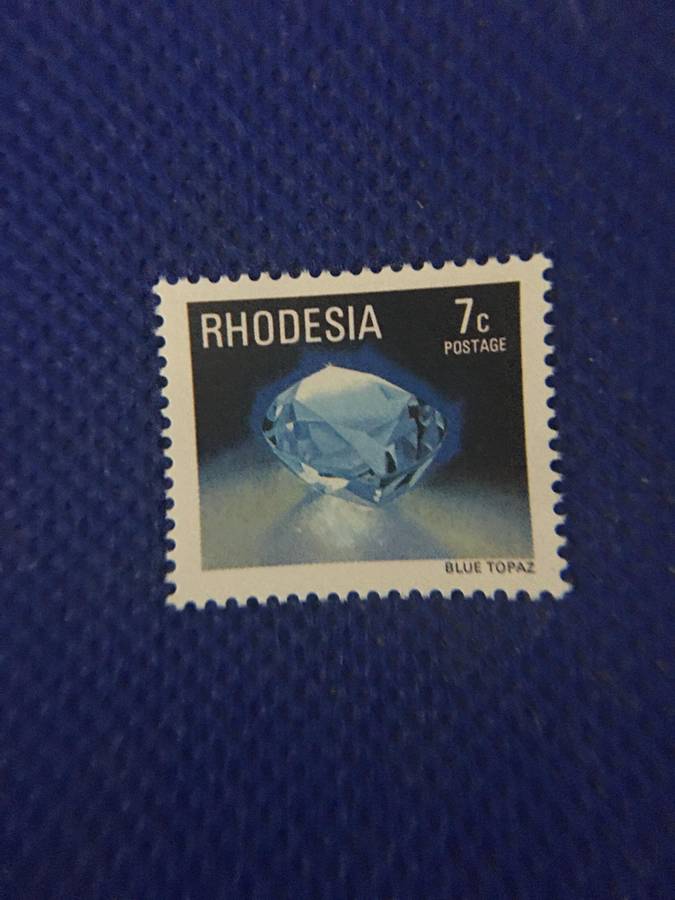 RHODESIA
7c
POSTAGE
BLUE TOPAZ